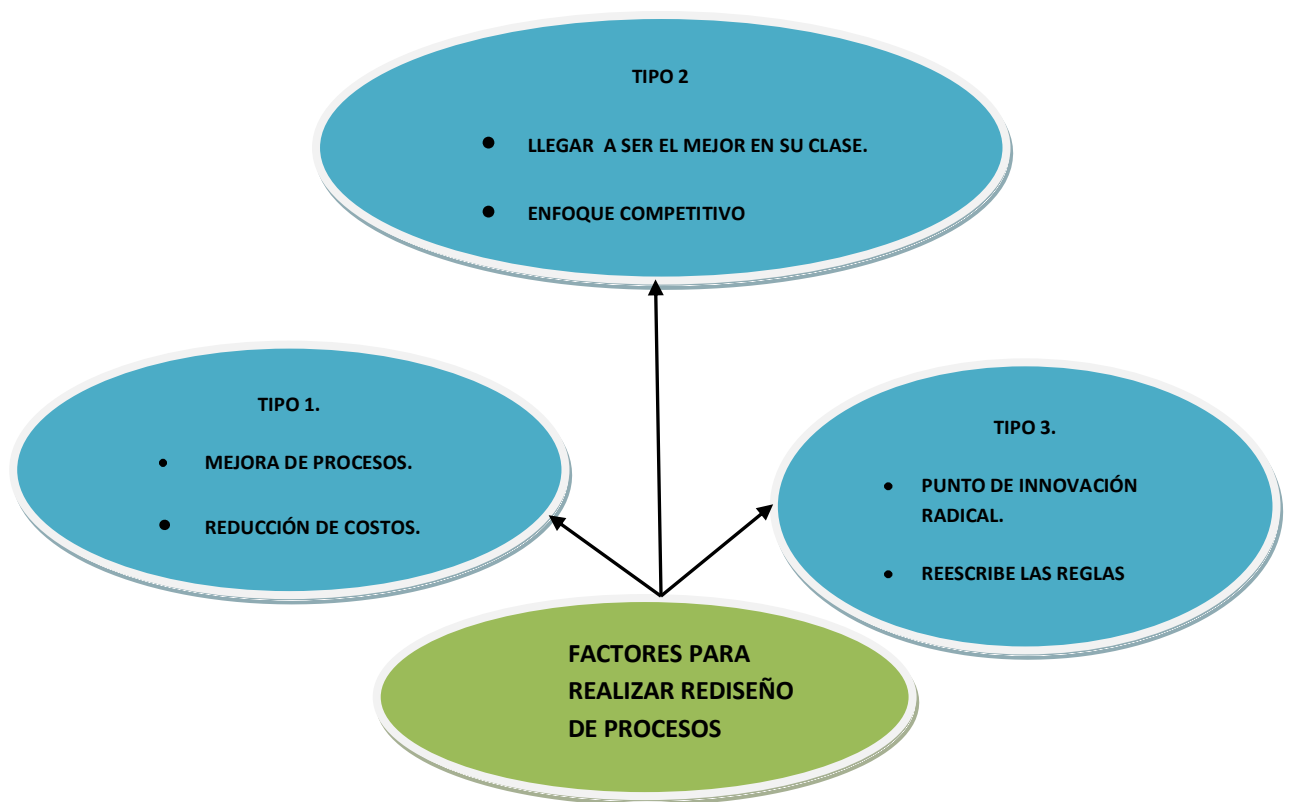 TIPO 2
• LLEGAR A SER EL MEJOR EN SU CLASE.
• ENFOQUE COMPETITIVO
TIPO 1.
• MEJORA DE PROCESOS.
• REDUCCIÓN DE COSTOS.
TIPO 3.
• PUNTO DE INNOVACIÓN
RADICAL.
• REESCRIBE LAS REGLAS
FACTORES PARA
REALIZAR REDISEÑO
DE PROCESOS